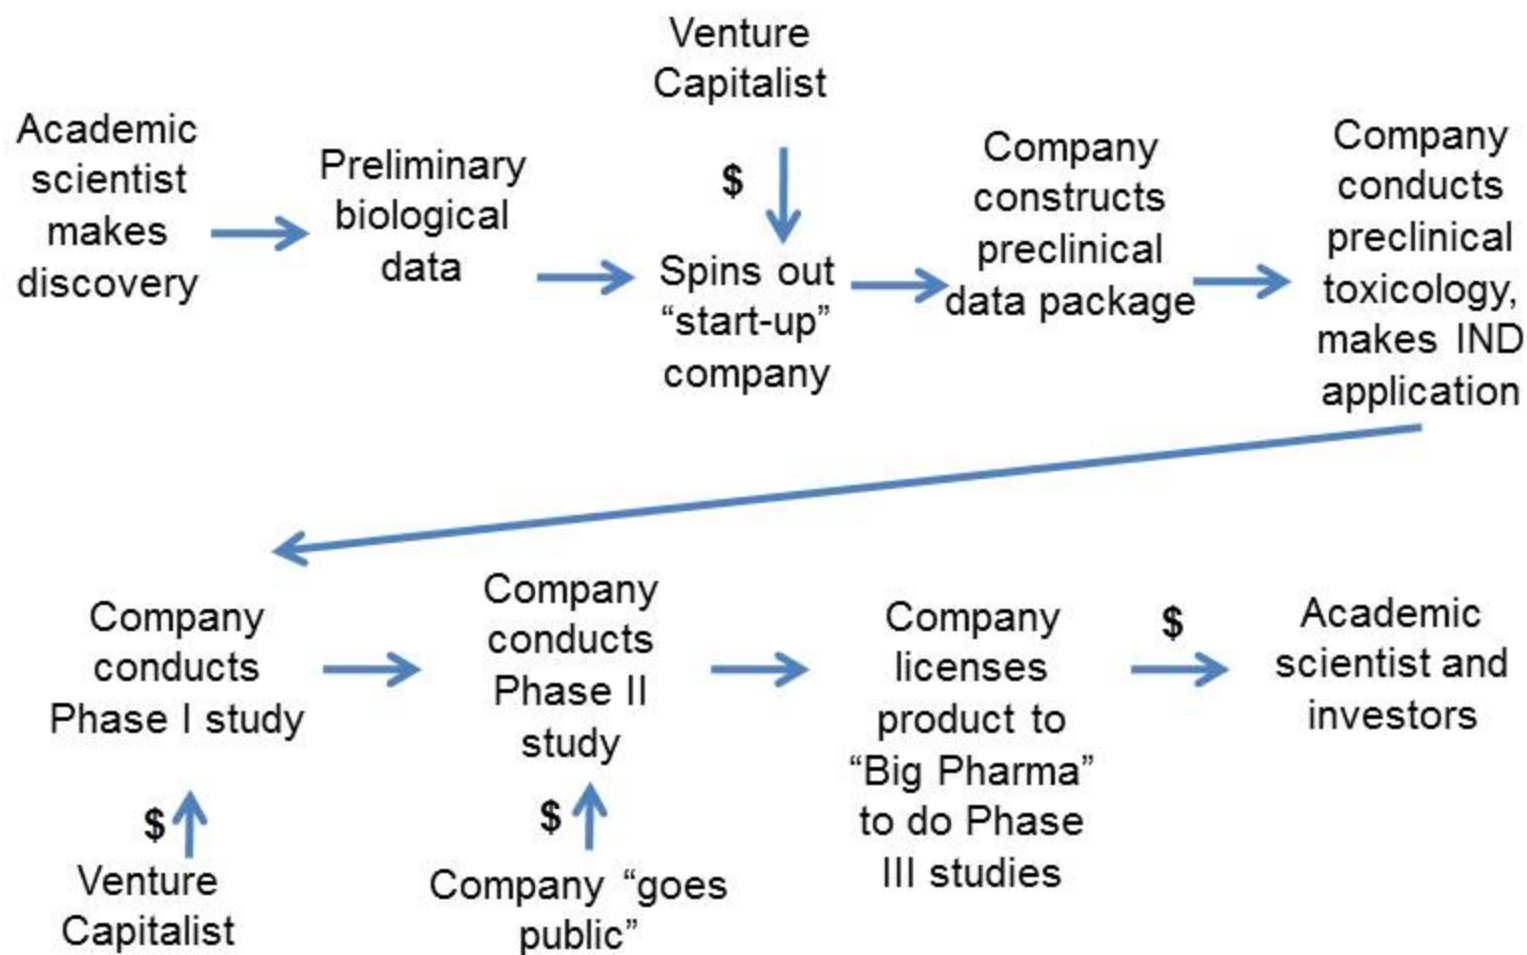 Venture
Capitalist
$
Academic
scientist
makes
discovery
Preliminary
biological
data
Spins out
“start-up”
company
Company
constructs
preclinical
data package
Company
conducts
preclinical
toxicology,
makes IND
application
Company
conducts
Phase I study
$
Venture
Capitalist
Company
conducts
Phase II
study
$
Company “goes
public”
Company
licenses
product to
“Big Pharma”
to do Phase
III studies
$
Academic
scientist and
investors